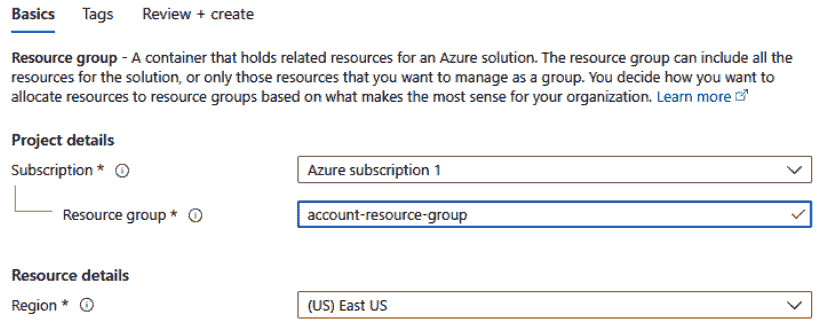 Basics Tags Review + create
Resource group - A container that holds related resources for an Azure solution. The resource group can include all the
resources for the solution, or only those resources that you want to manage as a group. You decide how you want to
allocate resources to resource groups based on what makes the most sense for your organization. Learn more
Project details
Subscription * Azure subscription 1
Resource group * account-resource-group
Resource details
Region * (US) East US